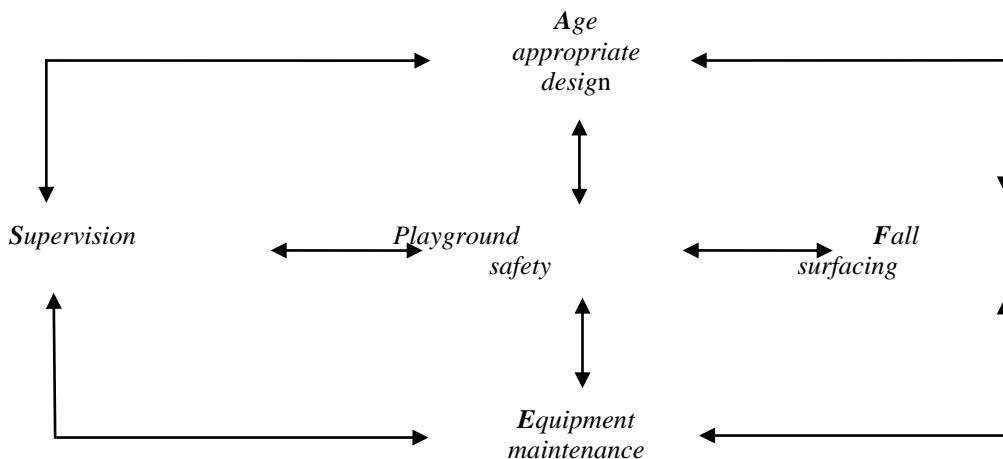 Age
appropriate
design
Supervision
Playground
safety
Fall
surfacing
Equipment
maintenance